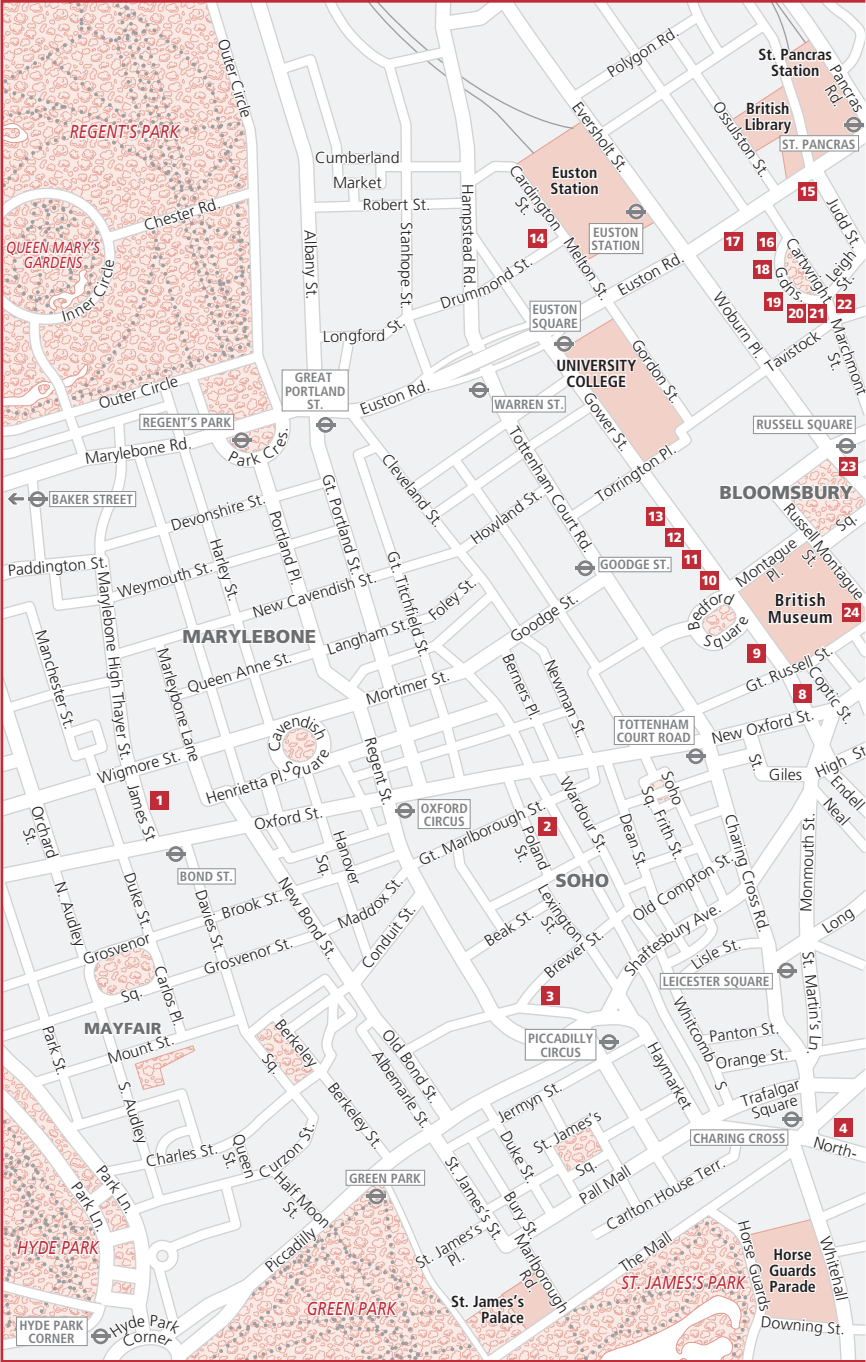 Outer Circle
Polygon Rd.
St. Pancras
Station
Pancras
Rd.
REGENT'S PARK
Eversholt St.
Ossulston St.
British
Library
ST. PANCRAS
Cumberland
Market
Robert St.
Cardington
St.
Euston
Station
15
Chester Rd.
Albany St.
Stanhope St.
Hampstead Rd.
EUSTON
STATION
Judd St.
QUEEN MARY'S
GARDENS
14
17
16
Cartwright
Gdns.
Leigh
St.
Inner Circle
Drummond St.
Melton St.
Euston Rd.
18
19
20
21
22
Longford St.
EUSTON
SQUARE
Woburn Pl.
Tavistock
Marchmont
St.
UNIVERSITY
COLLEGE
Gordon St.
Outer Circle
GREAT
PORTLAND
ST.
Euston Rd.
WARREN ST.
Gower St.
REGENT'S PARK
RUSSELL SQUARE
Marylebone Rd.
Park Cres.
Tottenham Court Rd.
Torrington Pl.
23
BAKER STREET
Cleveland St.
BLOOMSBURY
Devonshire St.
Gt. Portland St.
Howland St.
Russell
Sq.
13
12
Paddington St.
Harley St.
Portland Pl.
Weymouth St.
New Cavendish St.
Gt. Titchfield St.
GOODGE ST.
11
10
Montague
Pl.
Montague
St.
Marylebone High
Foley St.
Bedford
Square
British
Museum
24
MARYLEBONE
Langham St.
Goodge St.
Manchester St.
Thayer St.
Marleybone Lane
Queen Anne St.
Mortimer St.
Berners Pl.
Newman St.
9
Gt. Russell St.
8
Coptic St.
Cavendish
Square
TOTTENHAM
COURT ROAD
New Oxford St.
Wigmore St.
Henrietta Pl.
Regent St.
St.
Giles
High St.
Endell
Neal
1
James St
Oxford St.
OXFORD
CIRCUS
Wardour St.
Soho
Sq.
Frith St.
Orchard
St.
Gt. Marlborough St.
2
Poland
St.
Dean St.
Charing Cross Rd.
Monmouth St.
BOND ST.
Hanover
Sq.
SOHO
N. Audley
Duke St.
Davies St.
Brook St.
New Bond St.
Maddox St.
Lexington
St.
Old Compton St.
Long
Grosvenor
Sq.
Grosvenor St.
Conduit St.
Beak St.
Brewer St.
Shaftesbury Ave.
Lisle St.
LEICESTER SQUARE
Carlos Pl.
3
St. Martin's Ln.
MAYFAIR
Park St.
Mount St.
Berkeley
Sq.
Old Bond St.
Albemarle St.
PICCADILLY
CIRCUS
Haymarket
Whitcomb
S
Panton St.
Orange St.
S. Audley
Berkeley St.
Jermyn St.
Trafalgar
Square
4
Charles St.
Queen
St.
Curzon St.
Duke St.
St. James's
Sq.
CHARING CROSS
North-
Park Ln.
Park Ln.
Half Moon
St.
GREEN PARK
St. James's St.
Bury St.
Pall Mall
Carlton House Terr.
HYDE PARK
Piccadilly
St. James's
Pl.
Marlborough
Rd.
The Mall
Horse Guards
Horse
Guards
Parade
Whitehall
GREEN PARK
St. James's
Palace
ST. JAMES'S PARK
HYDE PARK
CORNER
Hyde Park
Corner
Downing St.